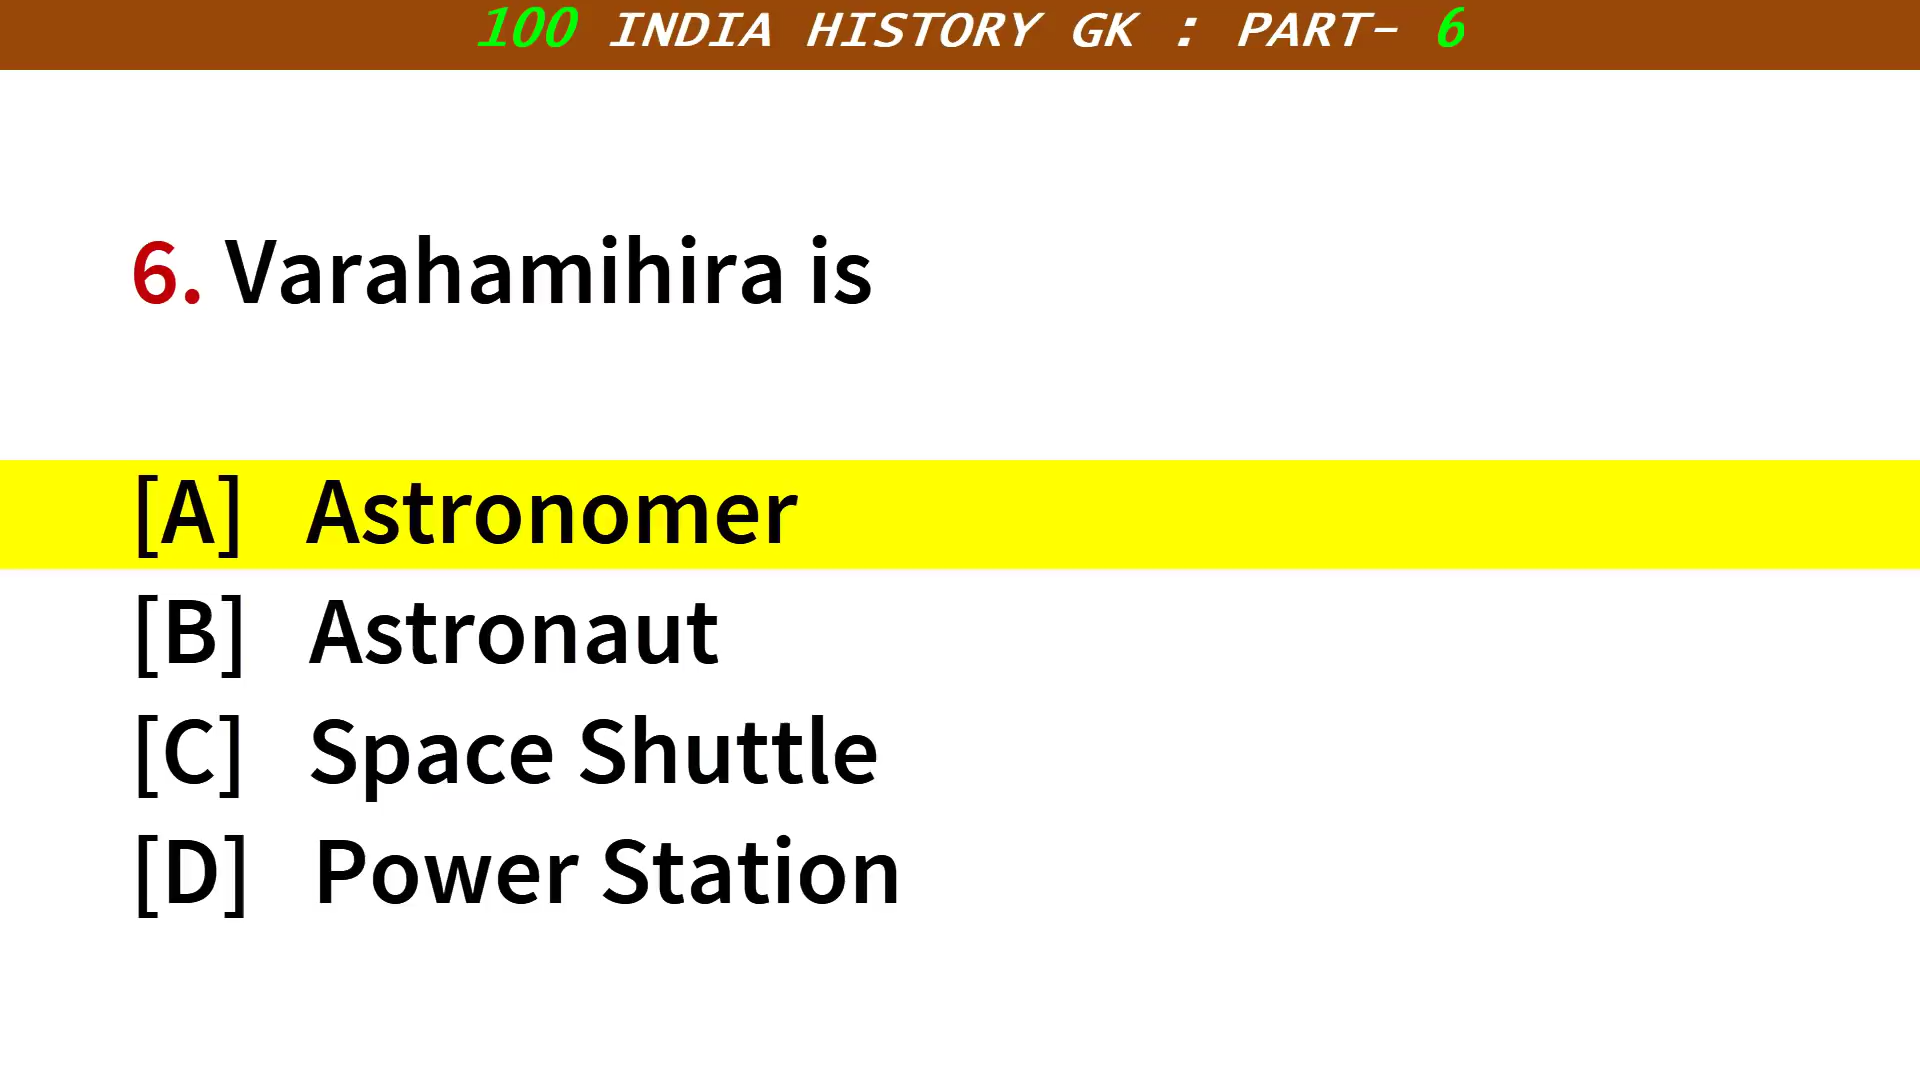 100 INDIA HISTORY GK : PART- 6
6. Varahamihira is
[A] Astronomer
[B] Astronaut
[C] Space Shuttle
[D] Power Station